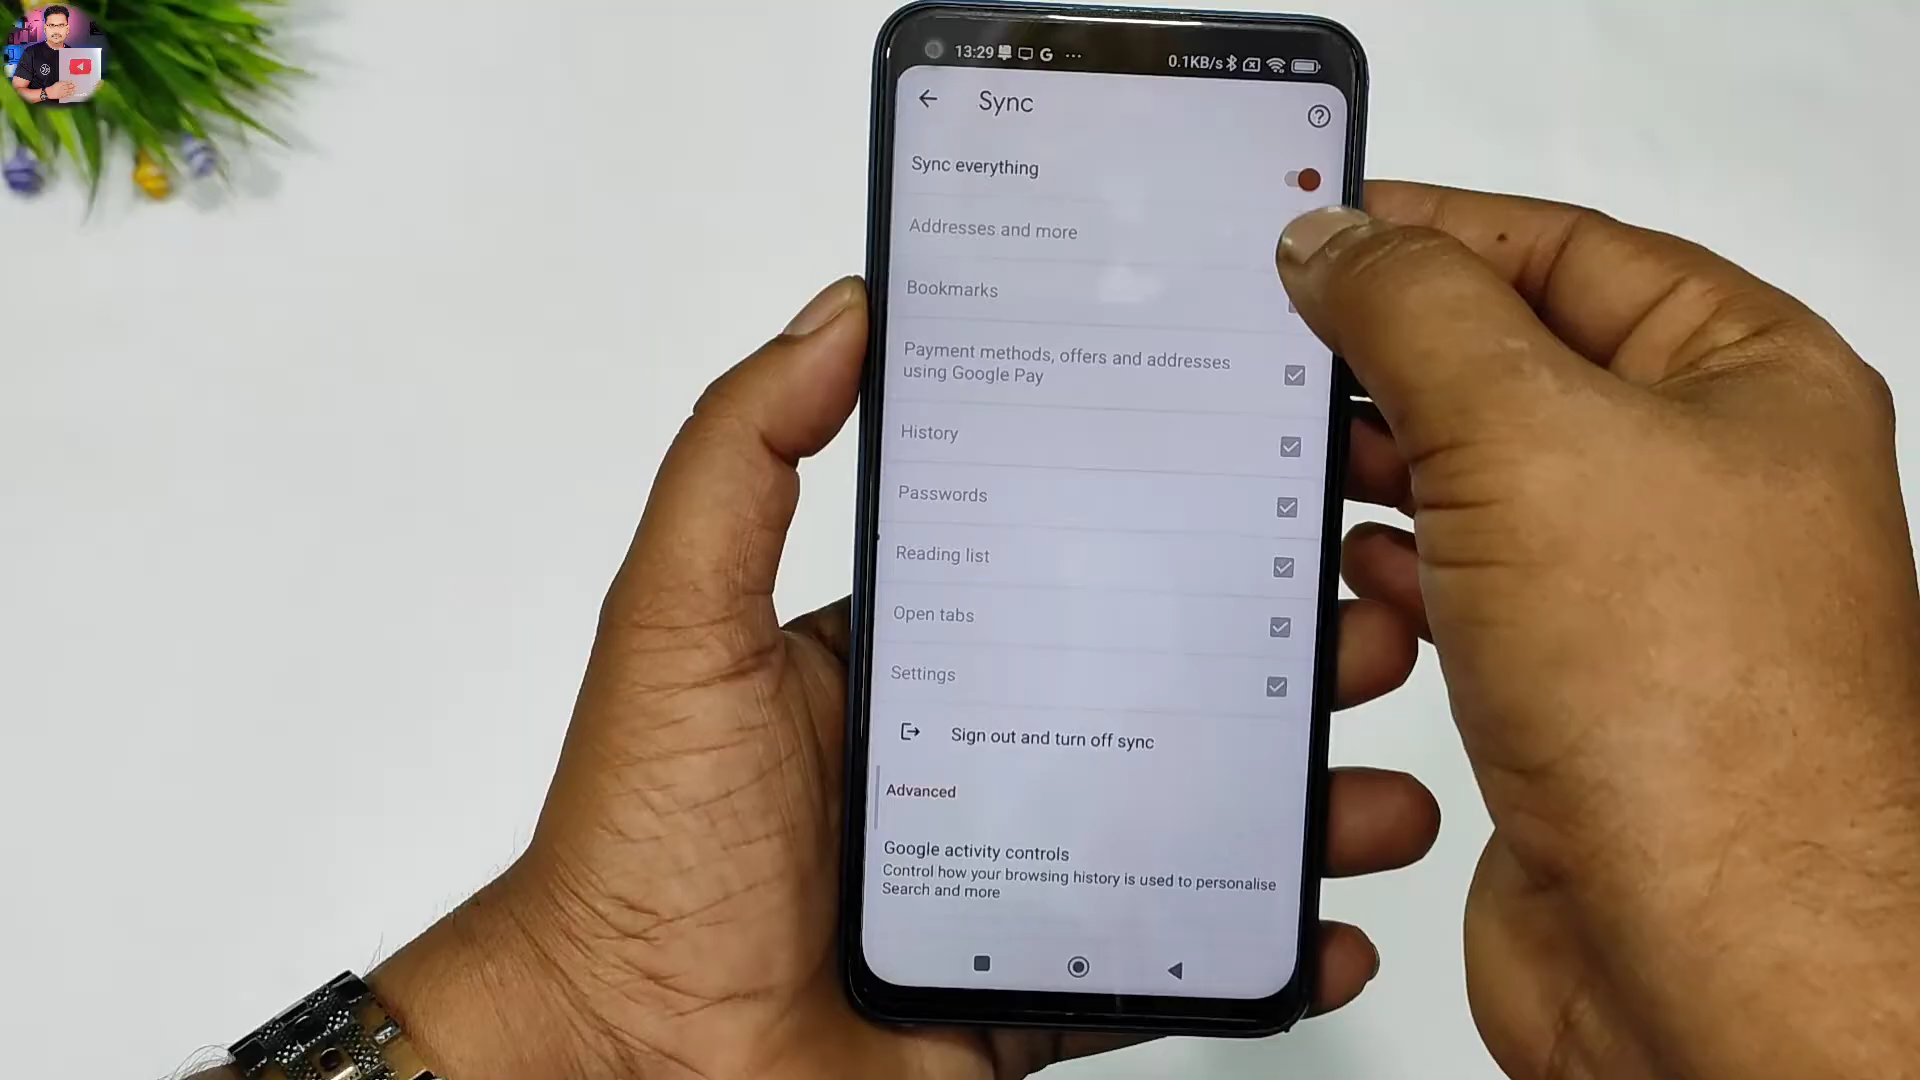 13:29 G ...
0.1KB/s
Sync
Sync everything
Addresses and more
Bookmarks
Payment methods, offers and addresses
using Google Pay
History
Passwords
Reading list
Open tabs
Settings
Sign out and turn off sync
Advanced
Google activity controls
Control how your browsing history is used to personalise
Search and more